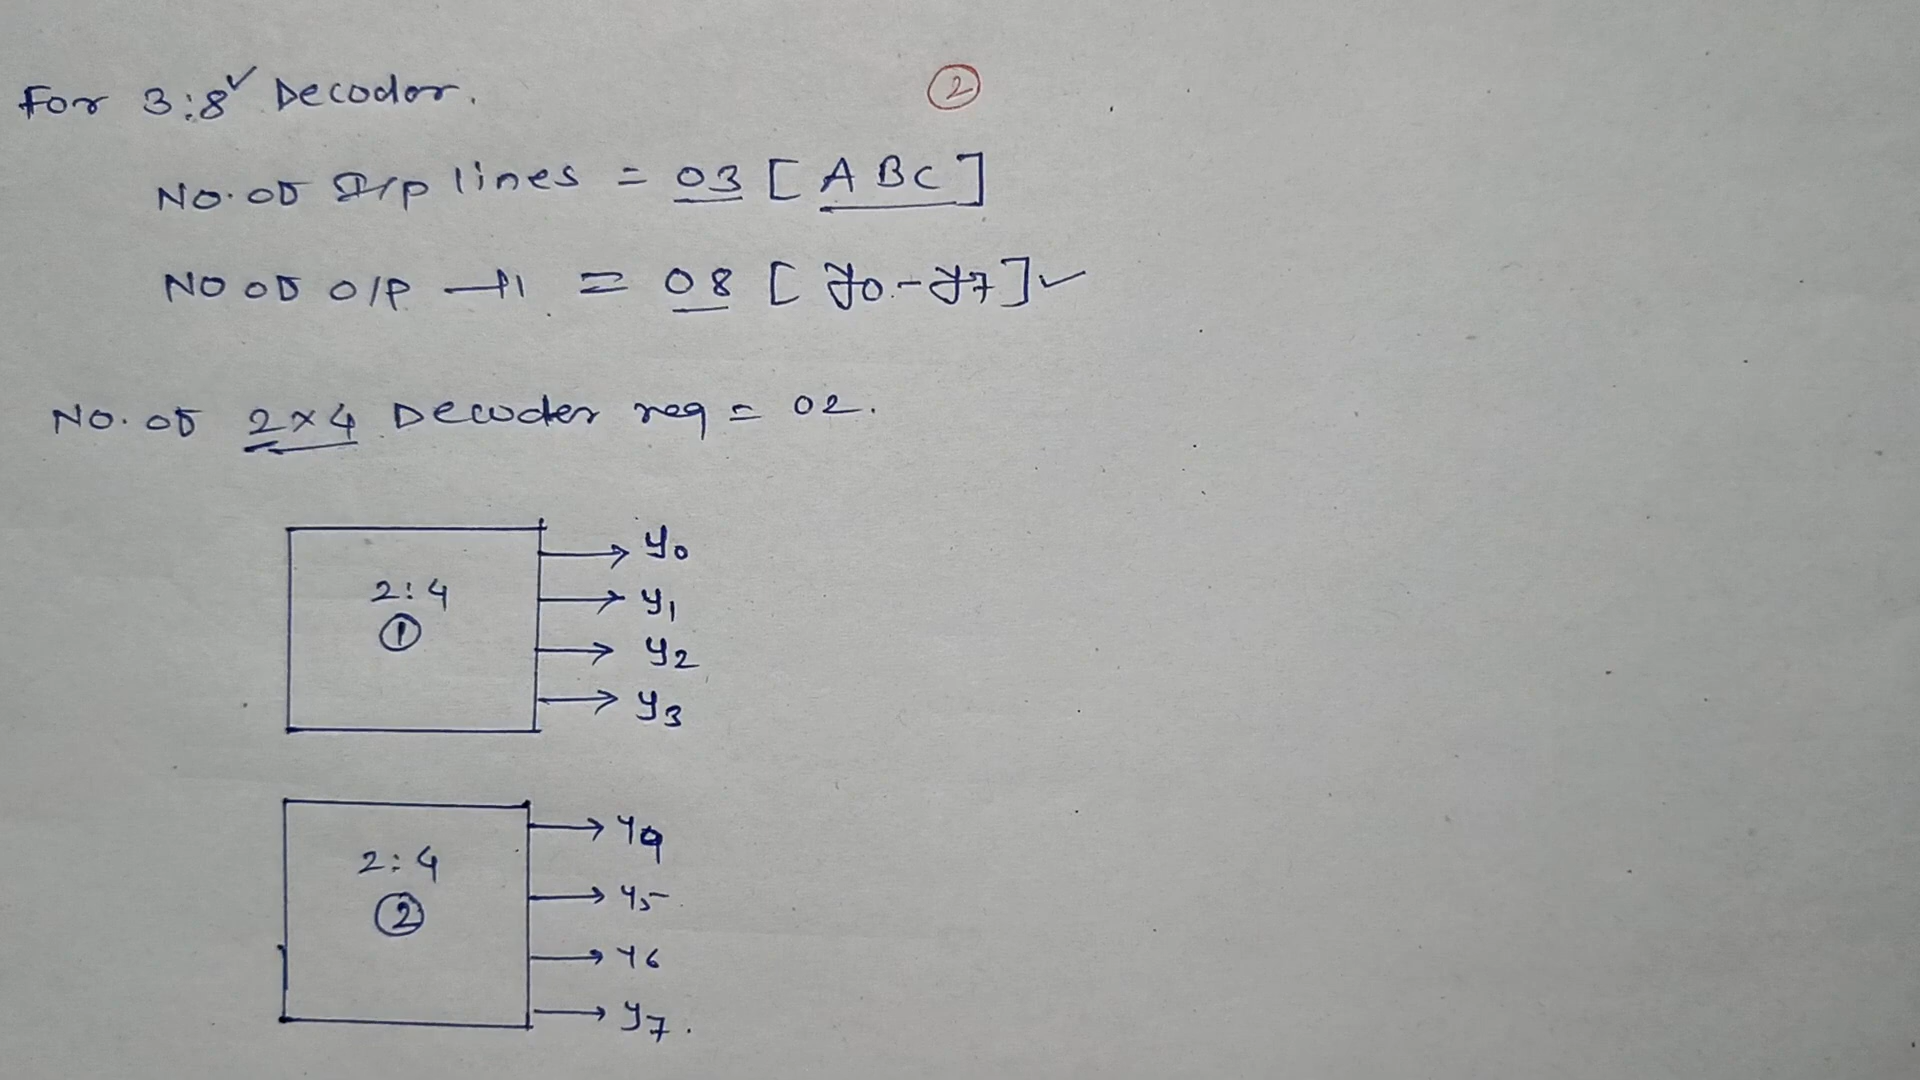 For 3:8 Decoder.
2
No. of I/p lines = 03 [ A B C ]
No of o/p -11 = 08 [ Y0 - Y7 ]
No. of 2x4 Decoder req = 02.
2:4
1
Y0
Y1
Y2
Y3
2:4
2
Y4
Y5
Y6
Y7.